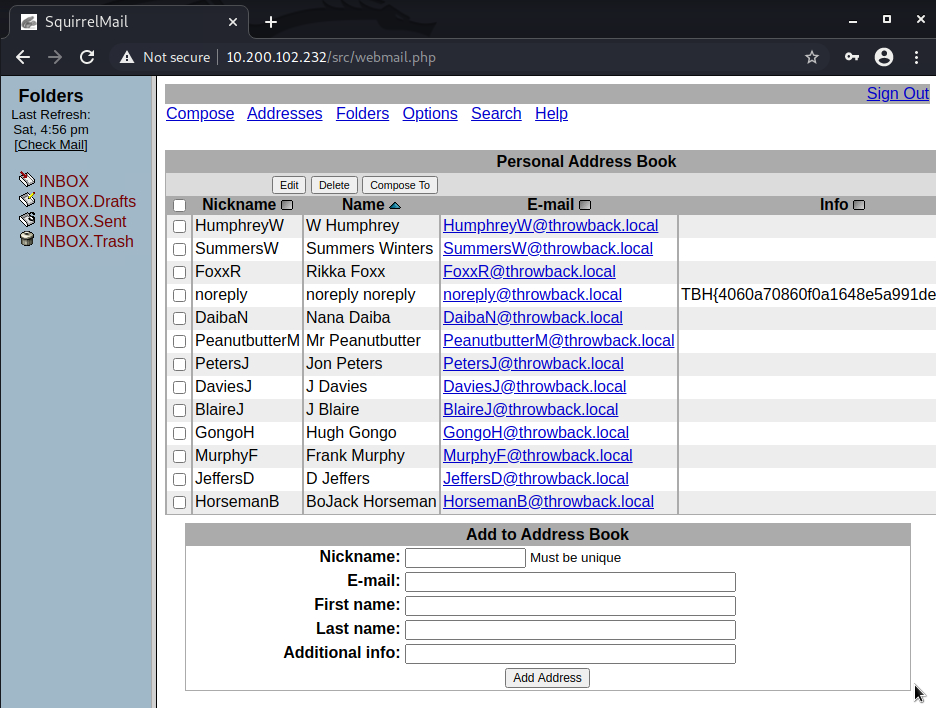 SquirrelMail
Not secure 10.200.102.232/src/webmail.php
Folders
Last Refresh:
Sat, 4:56 pm
[Check Mail]
INBOX
INBOX.Drafts
INBOX.Sent
INBOX.Trash
Sign Out
Compose Addresses Folders Options Search Help
Personal Address Book
Edit Delete Compose To
Nickname Name E-mail Info
HumphreyW W Humphrey HumphreyW@throwback.local
SummersW Summers Winters SummersW@throwback.local
FoxxR Rikka Foxx FoxxR@throwback.local
noreply noreply noreply noreply@throwback.local TBH{4060a70860f0a1648e5a991de
DaibaN Nana Daiba DaibaN@throwback.local
PeanutbutterM Mr Peanutbutter PeanutbutterM@throwback.local
PetersJ Jon Peters PetersJ@throwback.local
DaviesJ J Davies DaviesJ@throwback.local
BlaireJ J Blaire BlaireJ@throwback.local
GongoH Hugh Gongo GongoH@throwback.local
MurphyF Frank Murphy MurphyF@throwback.local
JeffersD D Jeffers JeffersD@throwback.local
HorsemanB BoJack Horseman HorsemanB@throwback.local
Add to Address Book
Nickname: Must be unique
E-mail:
First name:
Last name:
Additional info:
Add Address